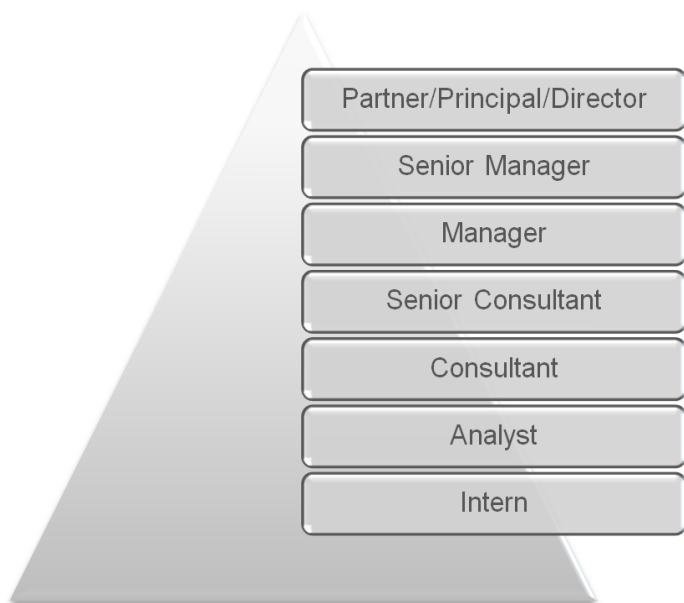 Partner/Principal/Director
Senior Manager
Manager
Senior Consultant
Consultant
Analyst
Intern